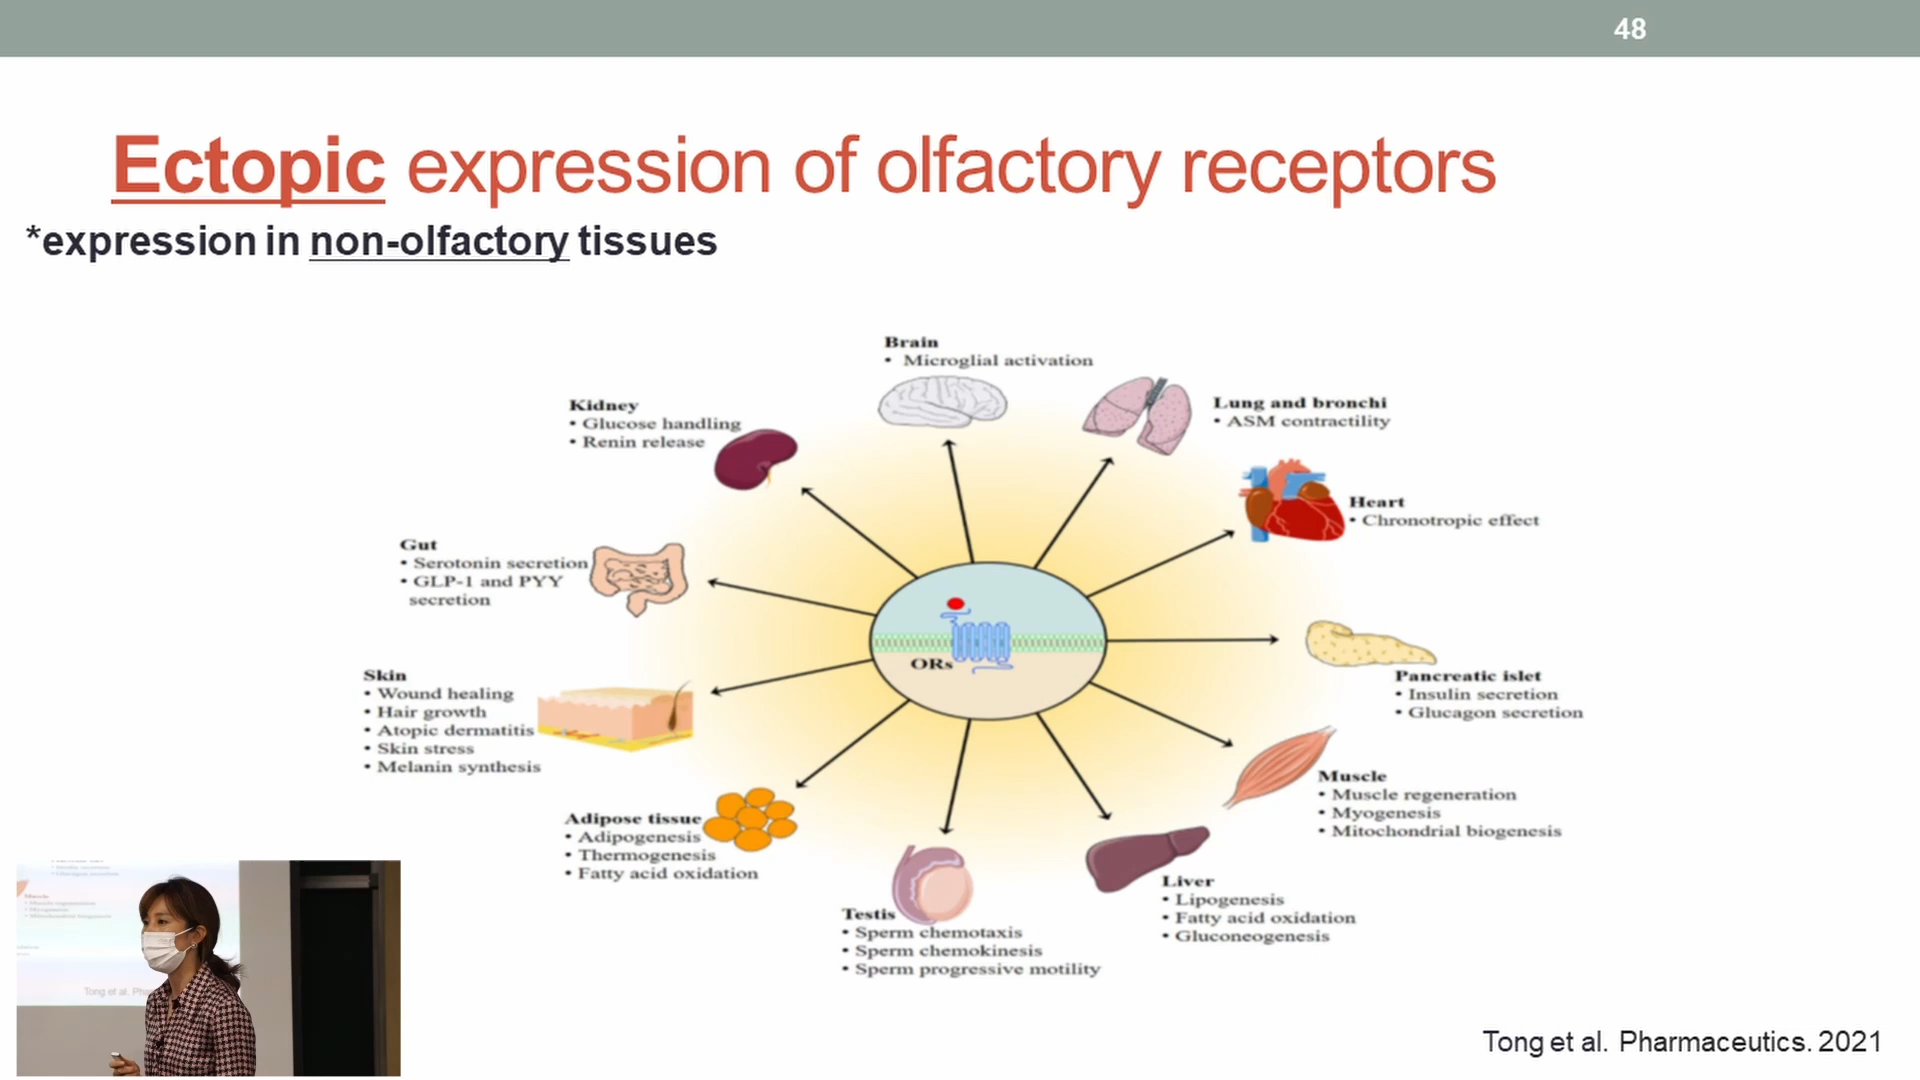 48
Ectopic expression of olfactory receptors
*expression in non-olfactory tissues
Brain
• Microglial activation
Kidney
• Glucose handling
• Renin release
Lung and bronchi
• ASM contractility
Heart
• Chronotropic effect
Gut
• Serotonin secretion
• GLP-1 and PYY
secretion
ORs
Skin
• Wound healing
• Hair growth
• Atopic dermatitis
• Skin stress
• Melanin synthesis
Pancreatic islet
• Insulin secretion
• Glucagon secretion
Muscle
• Muscle regeneration
• Myogenesis
• Mitochondrial biogenesis
Adipose tissue
• Adipogenesis
• Thermogenesis
• Fatty acid oxidation
Liver
• Lipogenesis
• Fatty acid oxidation
• Gluconeogenesis
Testis
• Sperm chemotaxis
• Sperm chemokinesis
• Sperm progressive motility
Tong et al. Pharmaceutics. 2021
Muscle
Tong et al.